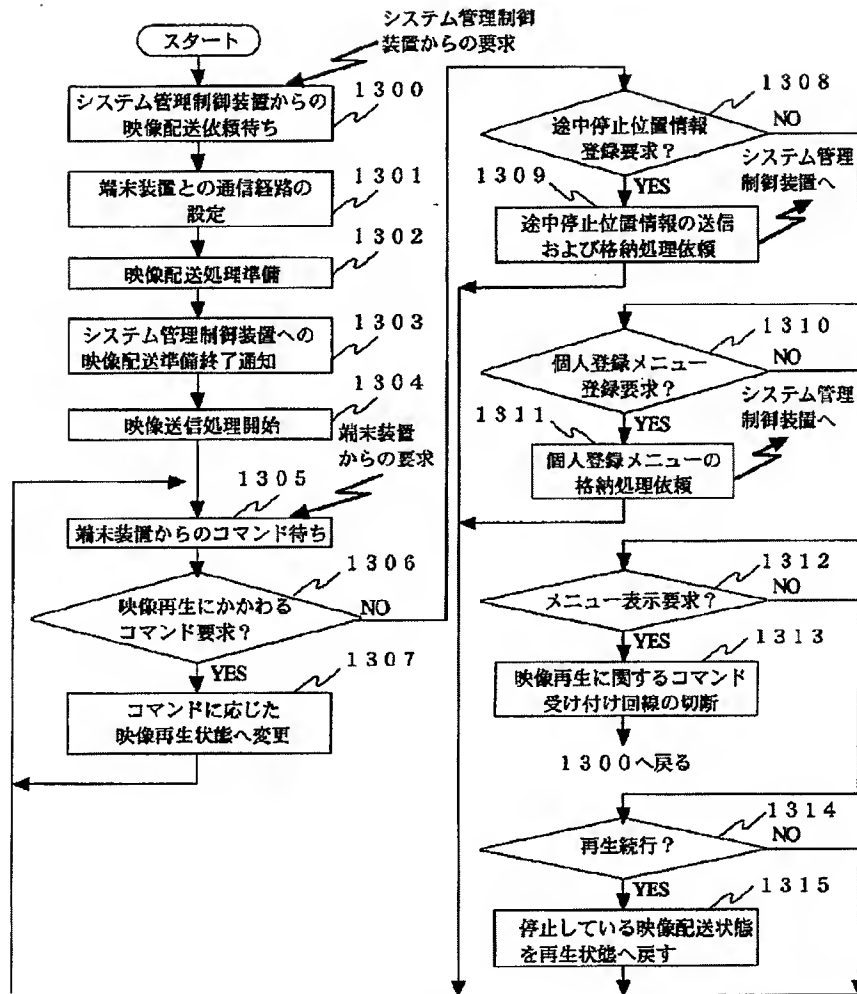 スタート
システム管理制御
装置からの要求
1300
システム管理制御装置からの
映像配送依頼待ち
1301
端末装置との通信経路の
設定
1302
映像配送処理準備
1303
システム管理制御装置への
映像配送準備終了通知
1304
映像送信処理開始
端末装置
からの要求
1305
端末装置からのコマンド待ち
1306
映像再生にかかわる
コマンド要求?
NO
YES
1307
コマンドに応じた
映像再生状態へ変更
1308
途中停止位置情報
登録要求?
NO
YES
システム管理
制御装置へ
1309
途中停止位置情報の送信
および格納処理依頼
1310
個人登録メニュー
登録要求?
NO
YES
システム管理
制御装置へ
1311
個人登録メニューの
格納処理依頼
1312
メニュー表示要求?
NO
YES
1313
映像再生に関するコマンド
受け付け回線の切断
1300へ戻る
1314
再生続行?
NO
YES
1315
停止している映像配送状態
を再生状態へ戻す